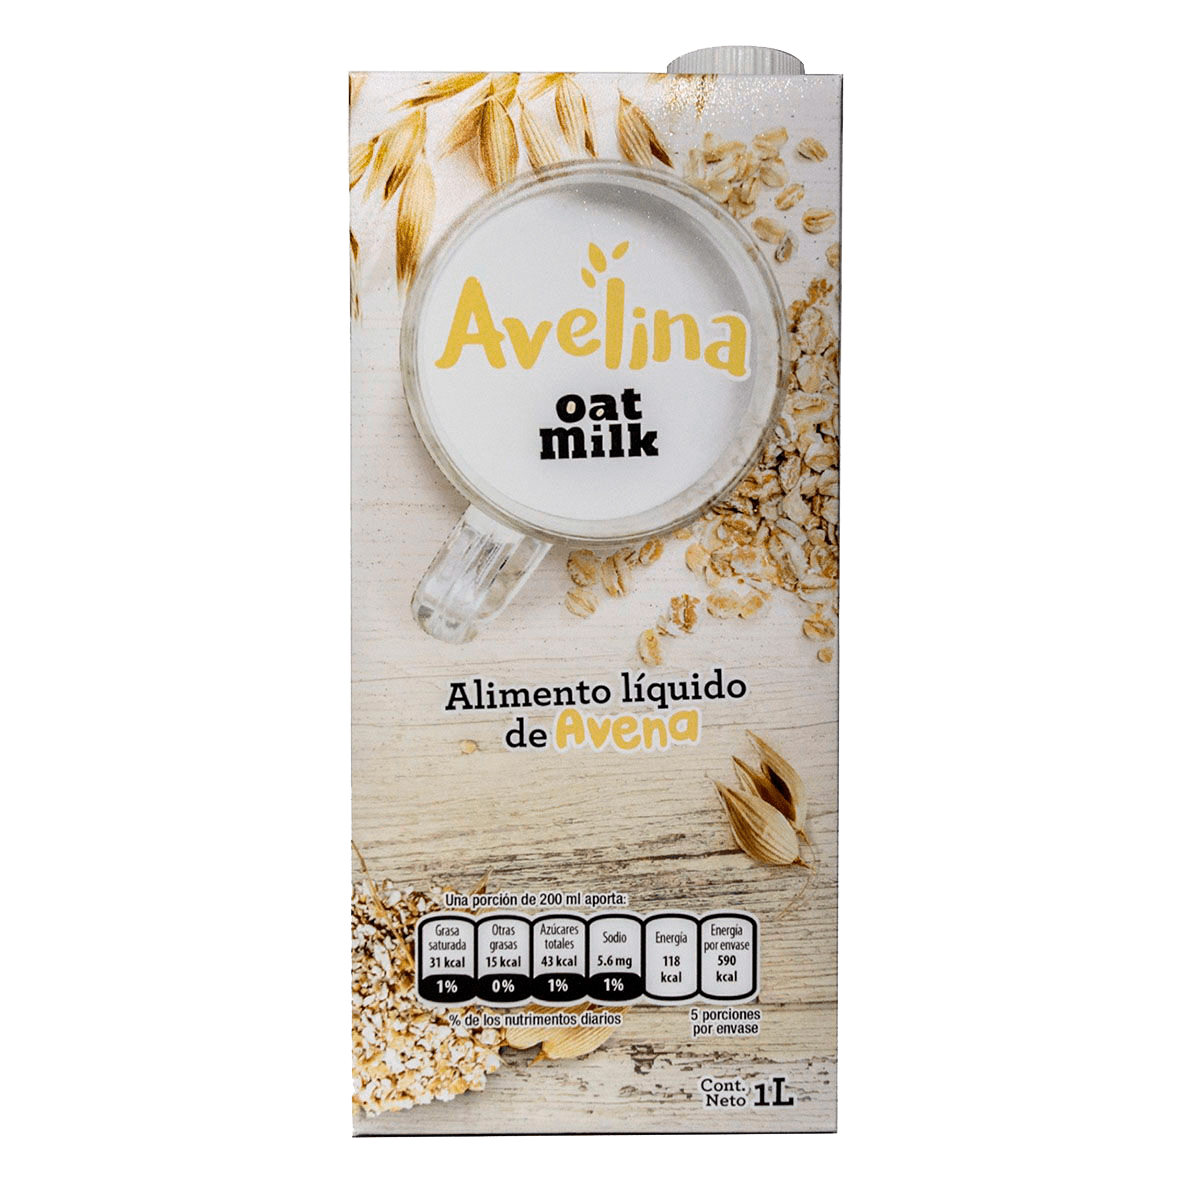 Avelina
oat
milk
Alimento líquido
de Avena
Una porción de 200 ml aporta:
Grasa
saturada
31 kcal
1%
Otras
grasas
15 kcal
0%
Azúcares
totales
43 kcal
1%
Sodio
5.6 mg
1%
Energía
118
kcal
Energía
por envase
590
kcal
% de los nutrimentos diarios
5 porciones
por envase
Cont.
Neto 1L